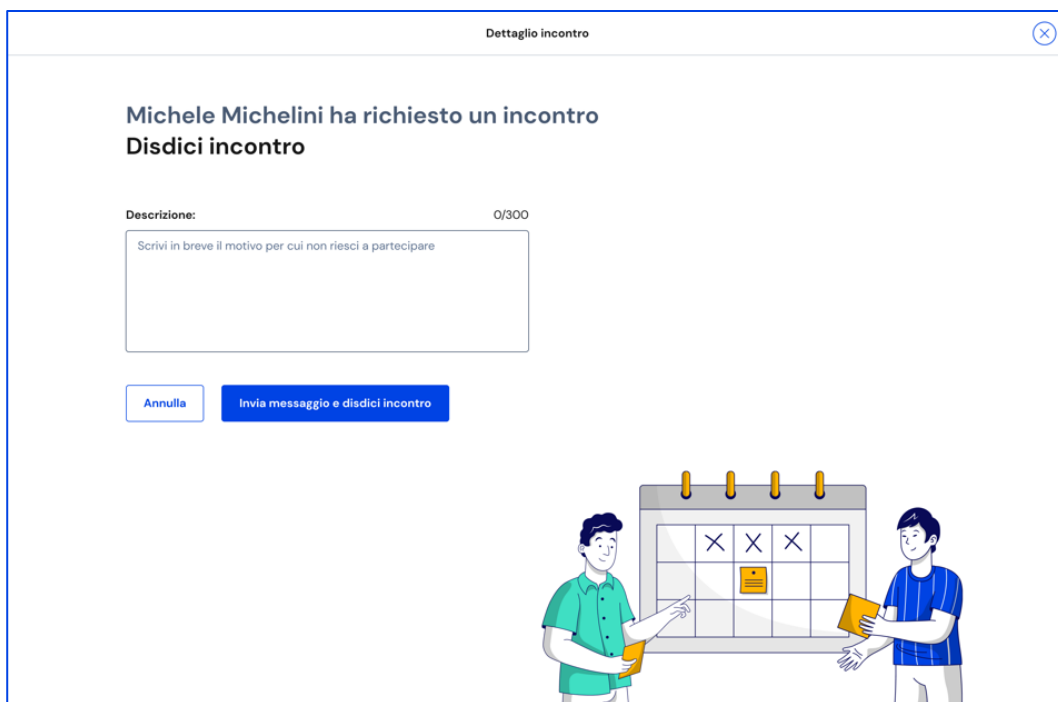 Dettaglio incontro
Michele Michelini ha richiesto un incontro
Disdici incontro
Descrizione: 0/300
Scrivi in breve il motivo per cui non riesci a partecipare
Annulla Invia messaggio e disdici incontro